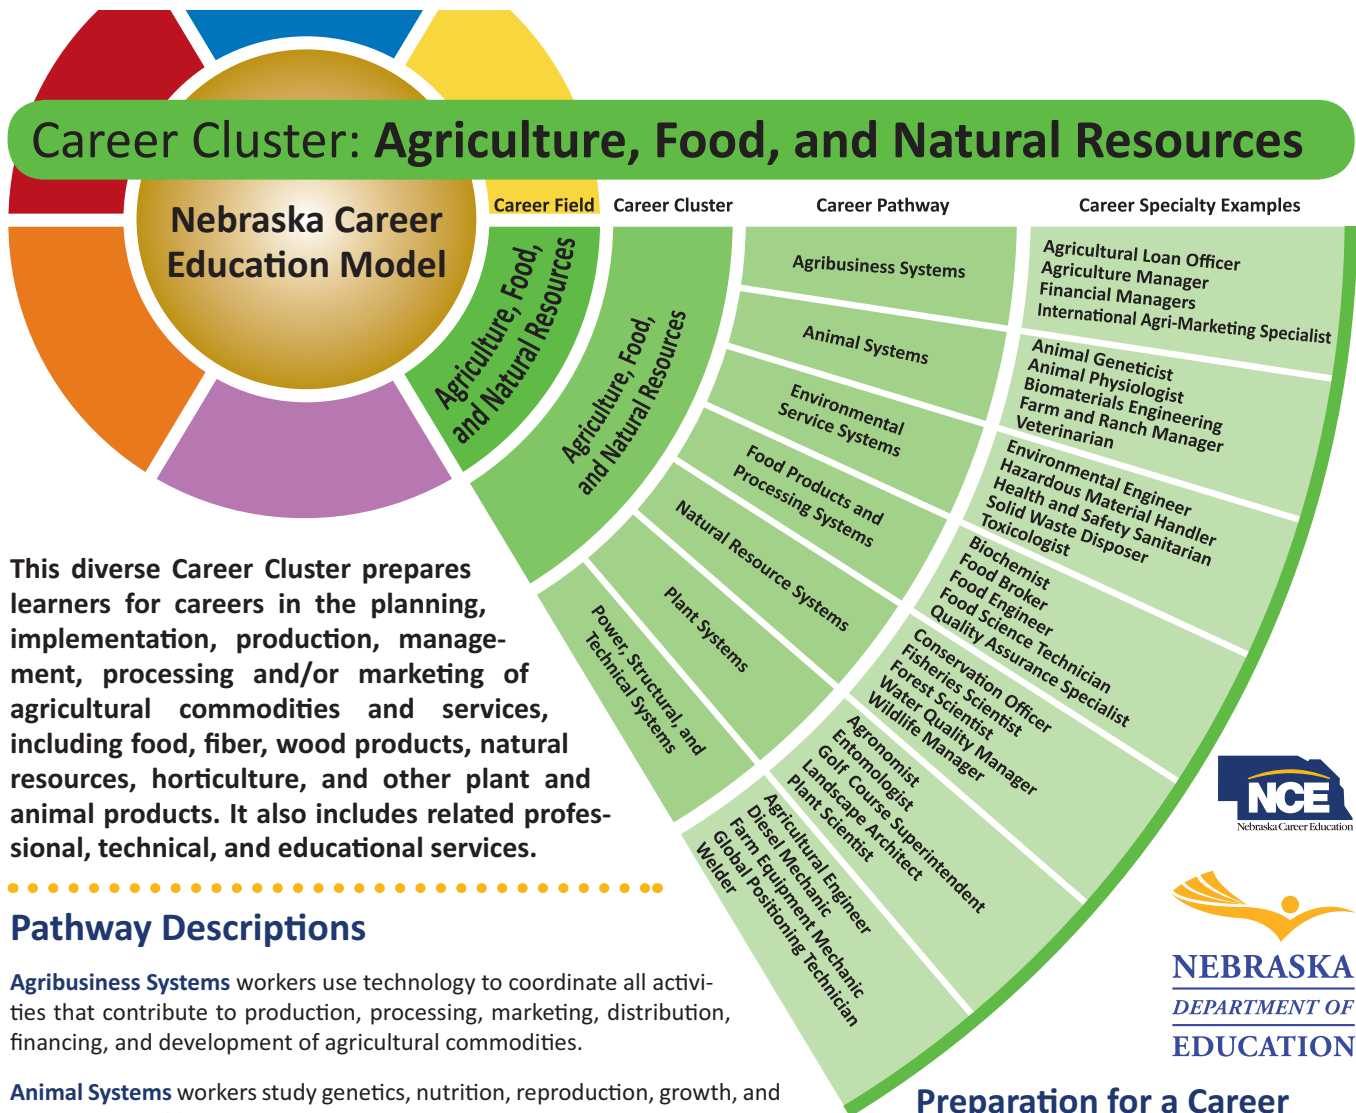 Career Cluster: Agriculture, Food, and Natural Resources
Nebraska Career
Education Model
Career Field
Career Cluster
Career Pathway
Career Specialty Examples
Agriculture, Food,
and Natural Resources
Agriculture, Food,
and Natural Resources
Agribusiness Systems
Agricultural Loan Officer
Agriculture Manager
Financial Managers
International Agri-Marketing Specialist
Animal Systems
Animal Geneticist
Animal Physiologist
Biomaterials Engineering
Farm and Ranch Manager
Veterinarian
Environmental
Service Systems
Environmental Engineer
Hazardous Material Handler
Health and Safety Sanitarian
Solid Waste Disposer
Toxicologist
Food Products and
Processing Systems
Biochemist
Food Broker
Food Engineer
Food Science Technician
Quality Assurance Specialist
Natural Resource Systems
Conservation Officer
Fisheries Scientist
Forest Scientist
Water Quality Manager
Wildlife Manager
Plant Systems
Agronomist
Entomologist
Golf Course Superintendent
Landscape Architect
Plant Scientist
Power, Structural, and
Technical Systems
Agricultural Engineer
Diesel Mechanic
Farm Equipment Mechanic
Global Positioning Technician
Welder
This diverse Career Cluster prepares
learners for careers in the planning,
implementation, production, manage-
ment, processing and/or marketing of
agricultural commodities and services,
including food, fiber, wood products, natural
resources, horticulture, and other plant and
animal products. It also includes related profes-
sional, technical, and educational services.
Pathway Descriptions
Agribusiness Systems workers use technology to coordinate all activi-
ties that contribute to production, processing, marketing, distribution,
financing, and development of agricultural commodities.
Animal Systems workers study genetics, nutrition, reproduction, growth, and
NCE
Nebraska Career Education
NEBRASKA
DEPARTMENT OF
EDUCATION
Preparation for a Career